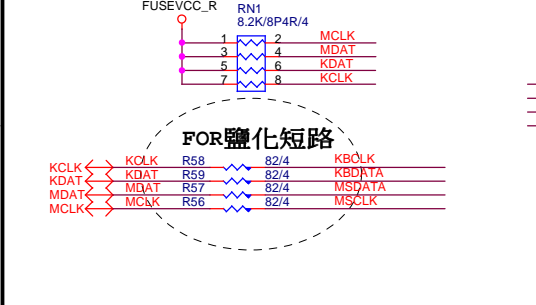 FUSEVCC_R
RN1
8.2K/8P4R/4
1 2 MCLK
3 4 MDAT
5 6 KDAT
7 8 KCLK
FOR鹽化短路
KCLK KCLK R58 82/4 KBCLK
KDAT KDAT R59 82/4 KBDATA
MDAT MDAT R57 82/4 MSDATA
MCLK MCLK R56 82/4 MSCLK